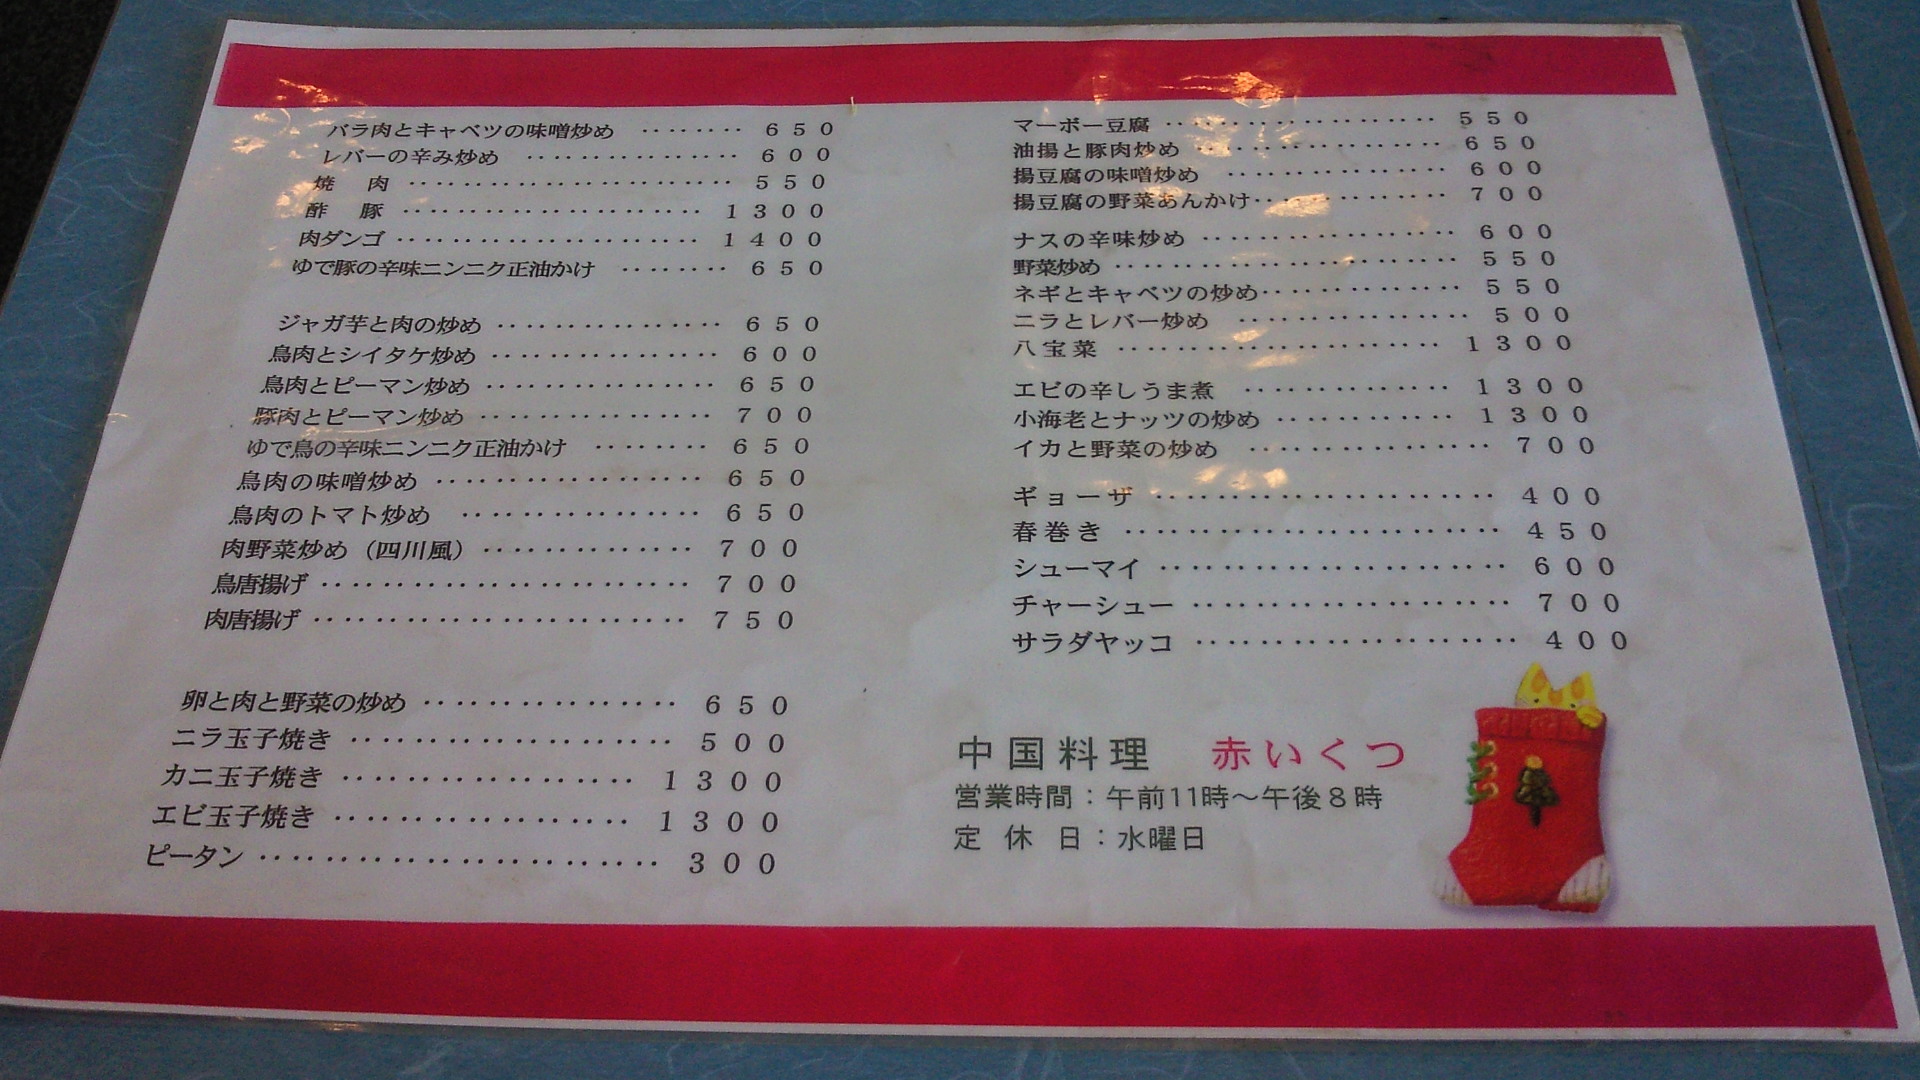 バラ肉とキャベツの味噌炒め ‥‥‥‥ 650
レバーの辛み炒め ‥‥‥‥‥‥‥‥ 600
焼 肉 ‥‥‥‥‥‥‥‥‥‥‥‥ 550
酢 豚 ‥‥‥‥‥‥‥‥‥‥‥ 1300
肉ダンゴ ‥‥‥‥‥‥‥‥‥‥‥ 1400
ゆで豚の辛味ニンニク正油かけ ‥‥‥‥ 650
ジャガ芋と肉の炒め ‥‥‥‥‥‥‥ 650
鳥肉とシイタケ炒め ‥‥‥‥‥‥‥ 600
鳥肉とピーマン炒め ‥‥‥‥‥‥‥ 650
豚肉とピーマン炒め ‥‥‥‥‥‥‥ 700
ゆで鳥の辛味ニンニク正油かけ ‥‥‥‥ 650
鳥肉の味噌炒め ‥‥‥‥‥‥‥‥ 650
鳥肉のトマト炒め ‥‥‥‥‥‥‥ 650
肉野菜炒め（四川風）‥‥‥‥‥‥ 700
鳥唐揚げ ‥‥‥‥‥‥‥‥‥‥‥ 700
肉唐揚げ ‥‥‥‥‥‥‥‥‥‥‥ 750
卵と肉と野菜の炒め ‥‥‥‥‥‥‥ 650
ニラ玉子焼き ‥‥‥‥‥‥‥‥‥ 500
カニ玉子焼き ‥‥‥‥‥‥‥‥ 1300
エビ玉子焼き ‥‥‥‥‥‥‥‥ 1300
ピータン ‥‥‥‥‥‥‥‥‥‥‥ 300
マーボー豆腐 ‥‥‥‥‥‥‥‥‥ 550
油揚と豚肉炒め ‥‥‥‥‥‥‥‥ 650
揚豆腐の味噌炒め ‥‥‥‥‥‥‥ 600
揚豆腐の野菜あんかけ‥‥‥‥‥‥ 700
ナスの辛味炒め ‥‥‥‥‥‥‥‥ 600
野菜炒め ‥‥‥‥‥‥‥‥‥‥‥ 550
ネギとキャベツの炒め‥‥‥‥‥‥ 550
ニラとレバー炒め ‥‥‥‥‥‥‥ 500
八宝菜 ‥‥‥‥‥‥‥‥‥‥ 1300
エビの辛しうま煮 ‥‥‥‥‥‥ 1300
小海老とナッツの炒め ‥‥‥‥‥ 1300
イカと野菜の炒め ‥‥‥‥‥‥‥ 700
ギョーザ ‥‥‥‥‥‥‥‥‥‥ 400
春巻き ‥‥‥‥‥‥‥‥‥‥‥ 450
シューマイ ‥‥‥‥‥‥‥‥‥‥ 600
チャーシュー ‥‥‥‥‥‥‥‥‥ 700
サラダヤッコ ‥‥‥‥‥‥‥‥‥ 400
中国料理 赤いくつ
営業時間：午前11時～午後8時
定 休 日：水曜日